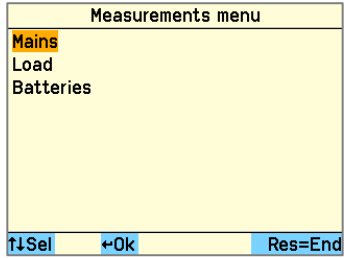 Measurements menu
Mains
Load
Batteries
↑↓Sel ↵Ok Res=End